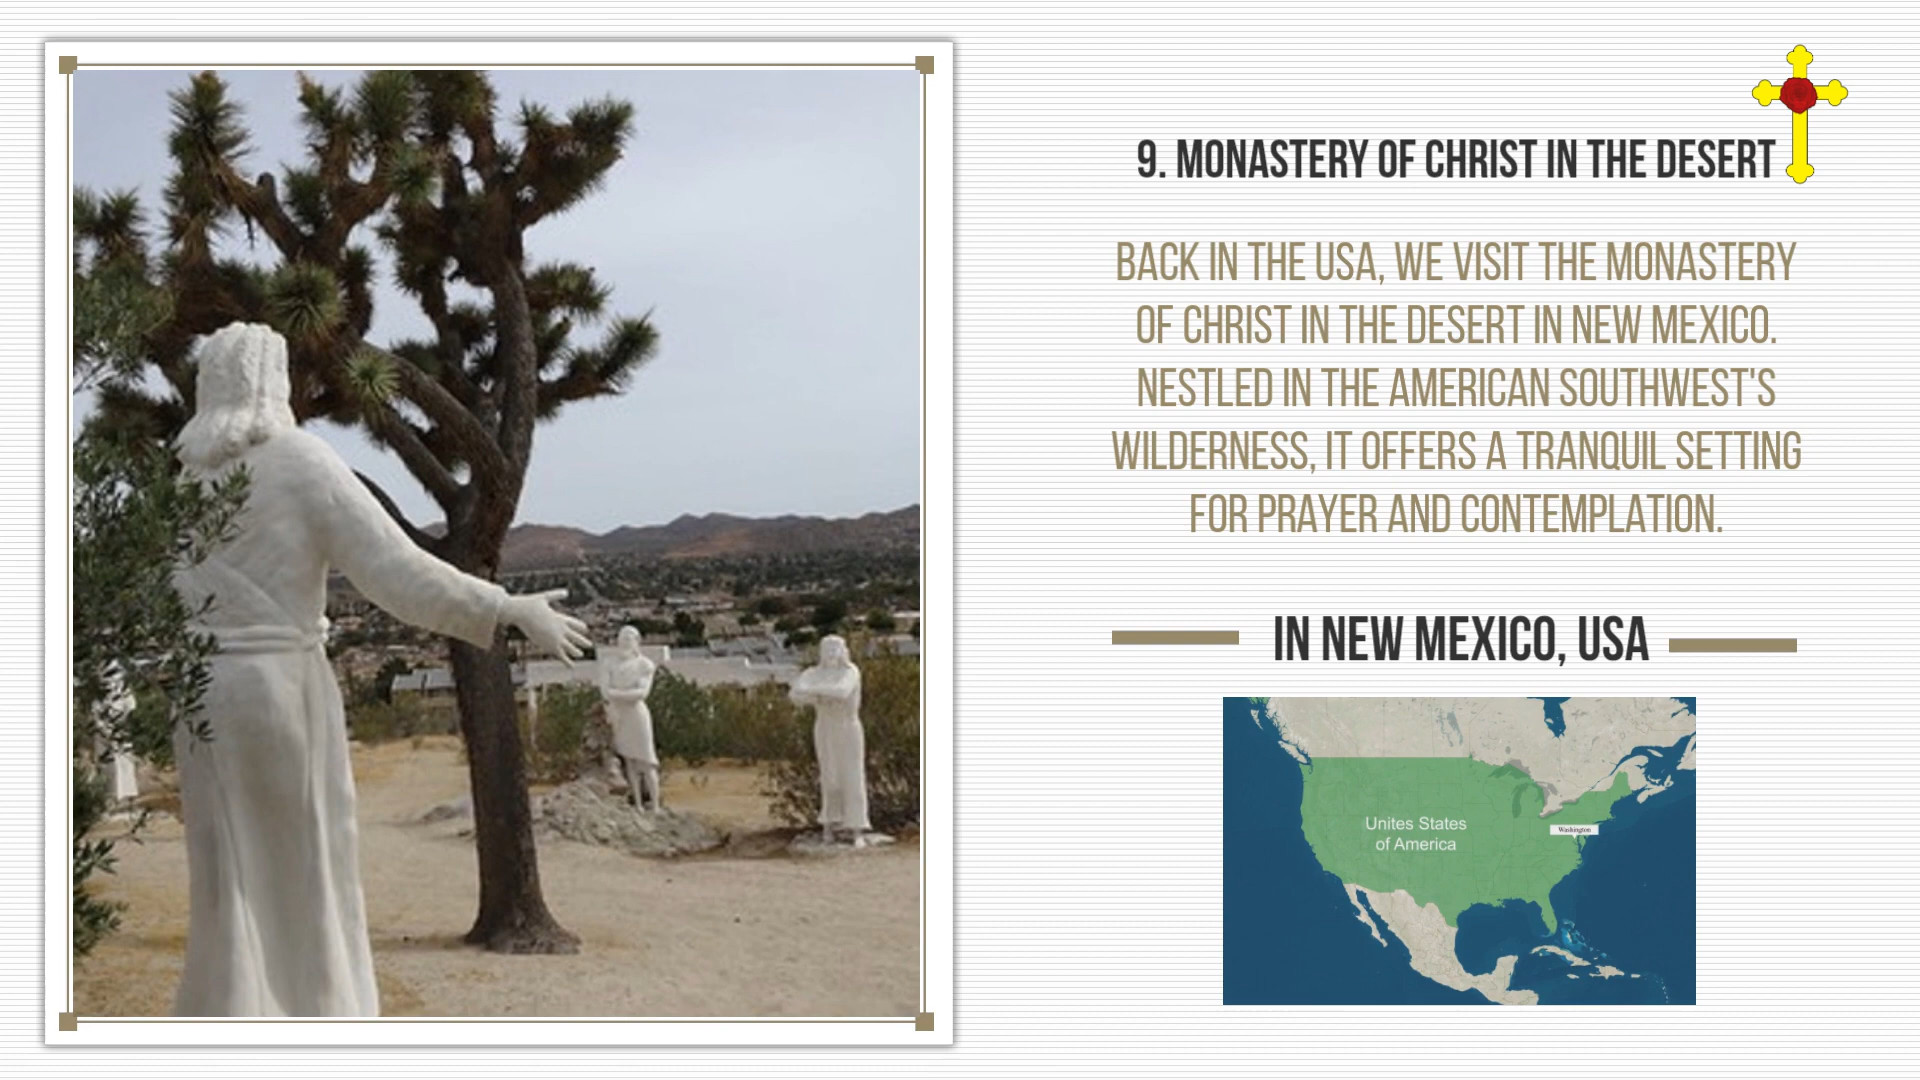 9. MONASTERY OF CHRIST IN THE DESERT
BACK IN THE USA, WE VISIT THE MONASTERY
OF CHRIST IN THE DESERT IN NEW MEXICO.
NESTLED IN THE AMERICAN SOUTHWEST'S
WILDERNESS, IT OFFERS A TRANQUIL SETTING
FOR PRAYER AND CONTEMPLATION.
IN NEW MEXICO, USA
Unites States
of America
Washington